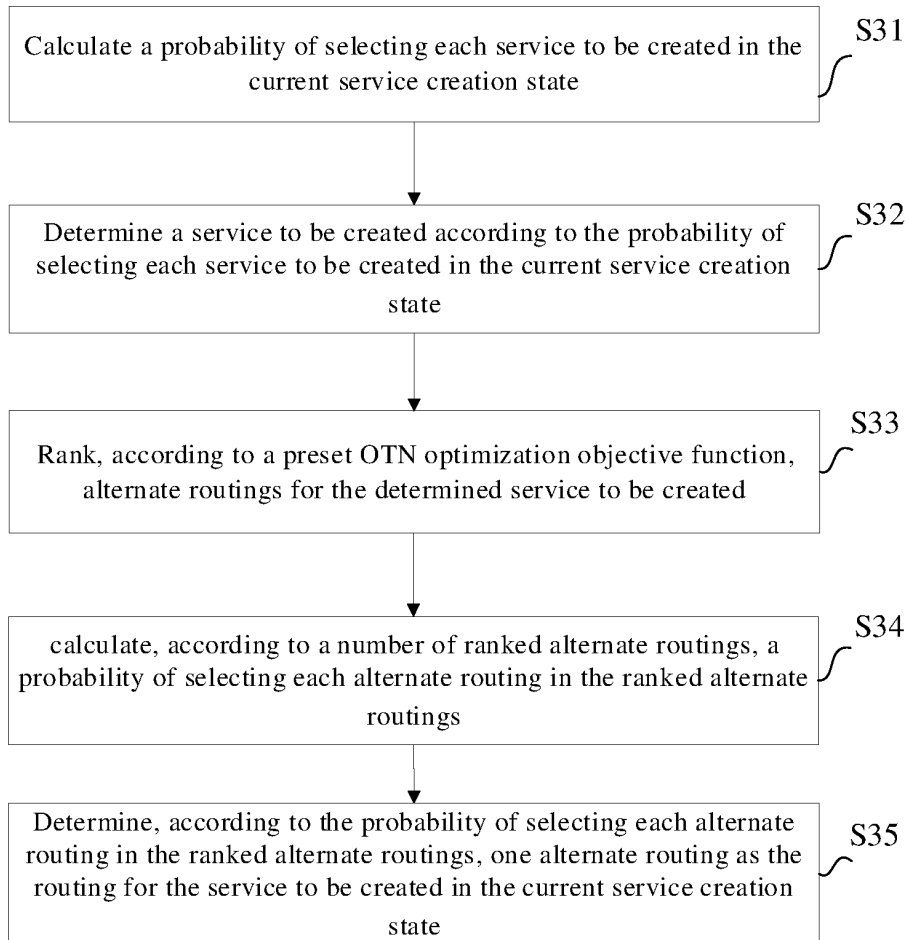 Calculate a probability of selecting each service to be created in the
current service creation state
S31
Determine a service to be created according to the probability of
selecting each service to be created in the current service creation
state
S32
Rank, according to a preset OTN optimization objective function,
alternate routings for the determined service to be created
S33
calculate, according to a number of ranked alternate routings, a
probability of selecting each alternate routing in the ranked alternate
routings
S34
Determine, according to the probability of selecting each alternate
routing in the ranked alternate routings, one alternate routing as the
routing for the service to be created in the current service creation
state
S35